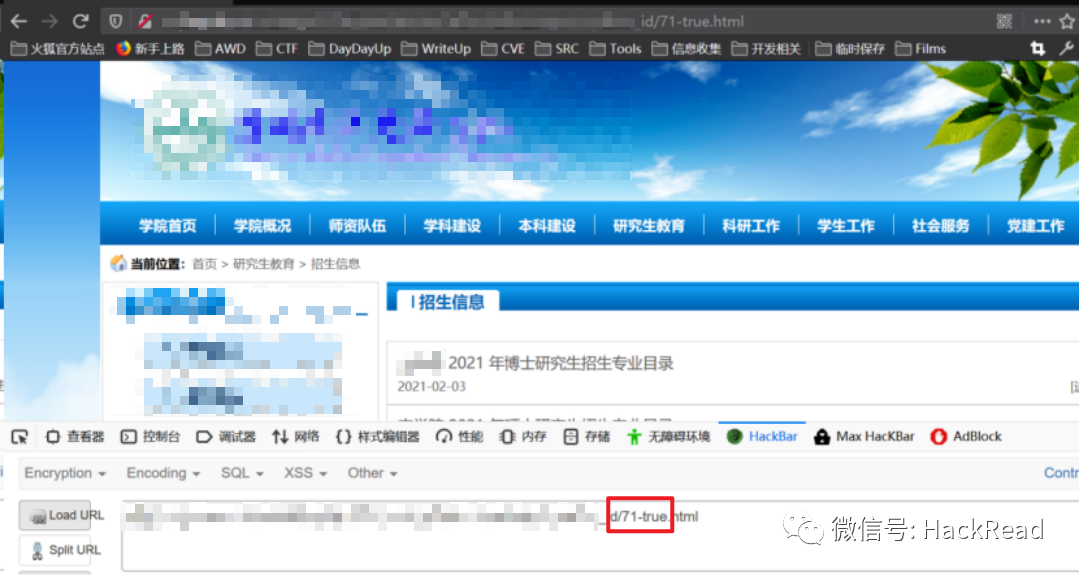 _id/71-true.html
火狐官方站点 新手上路 AWD CTF DayDayUp WriteUp CVE SRC Tools 信息收集 开发相关 临时保存 Films
学院首页 学院概况 师资队伍 学科建设 本科建设 研究生教育 科研工作 学生工作 社会服务 党建工作
当前位置: 首页 > 研究生教育 > 招生信息
招生信息
2021 年博士研究生招生专业目录
2021-02-03
查看器 控制台 调试器 网络 样式编辑器 性能 内存 存储 无障碍环境 HackBar Max HacKBar AdBlock
Encryption Encoding SQL XSS Other Contr
Load URL
_id/71-true.html
Split URL
微信号: HackRead